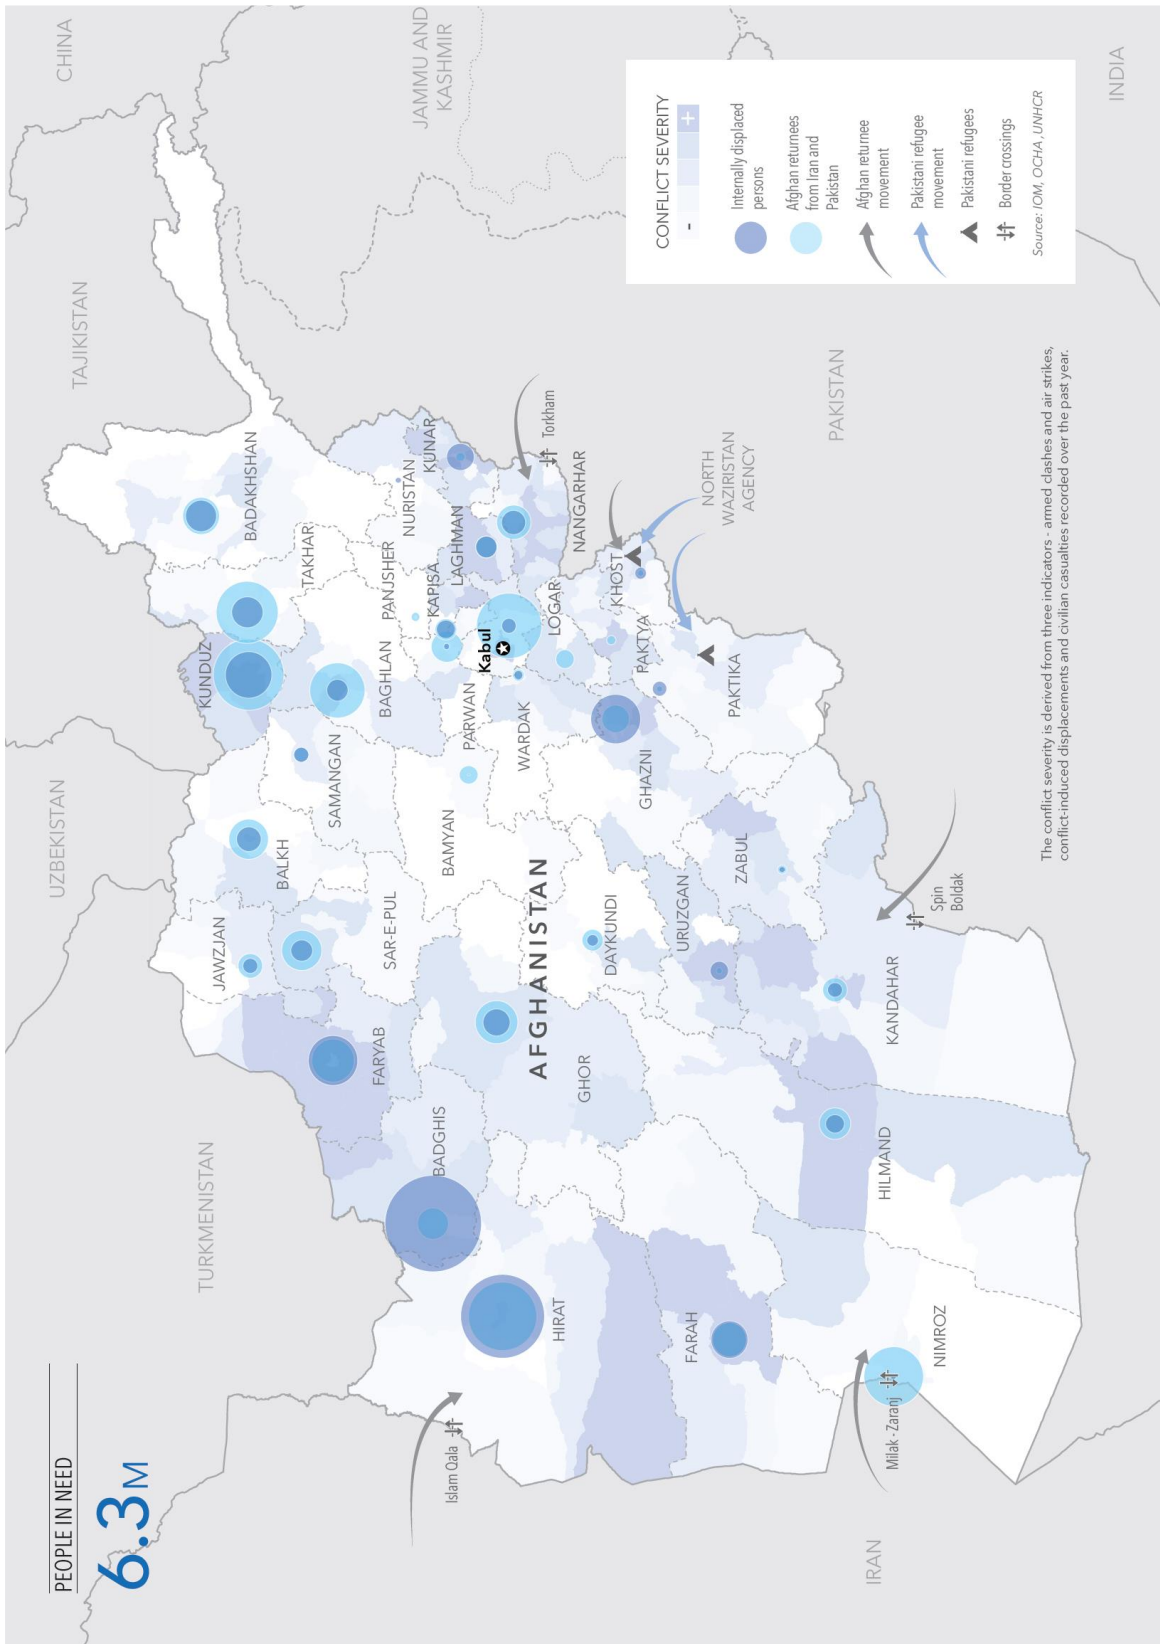 PEOPLE IN NEED
6.3M
CHINA
TAJIKISTAN
UZBEKISTAN
TURKMENISTAN
JAMMU AND
KASHMIR
INDIA
PAKISTAN
IRAN
NORTH
WAZIRISTAN
AGENCY
AFGHANISTAN
BADAKHSHAN
TAKHAR
KUNDUZ
BAGHLAN
SAMANGAN
BALKH
JAWZJAN
SAR-E-PUL
FARYAB
BADGHIS
HIRAT
GHOR
BAMYAN
PARWAN
PANJSHER
KAPISA
LAGHMAN
NURISTAN
KUNAR
NANGARHAR
Kabul
LOGAR
WARDAK
KHOST
PAKTYA
PAKTIKA
GHAZNI
DAYKUNDI
URUZGAN
ZABUL
KANDAHAR
HILMAND
FARAH
NIMROZ
Islam Qala
Milak - Zaranj
Spin
Boldak
Torkham
CONFLICT SEVERITY
- +
Internally displaced
persons
Afghan returnees
from Iran and
Pakistan
Afghan returnee
movement
Pakistani refugee
movement
Pakistani refugees
Border crossings
Source: IOM, OCHA, UNHCR
The conflict severity is derived from three indicators - armed clashes and air strikes,
conflict-induced displacements and civilian casualties recorded over the past year.